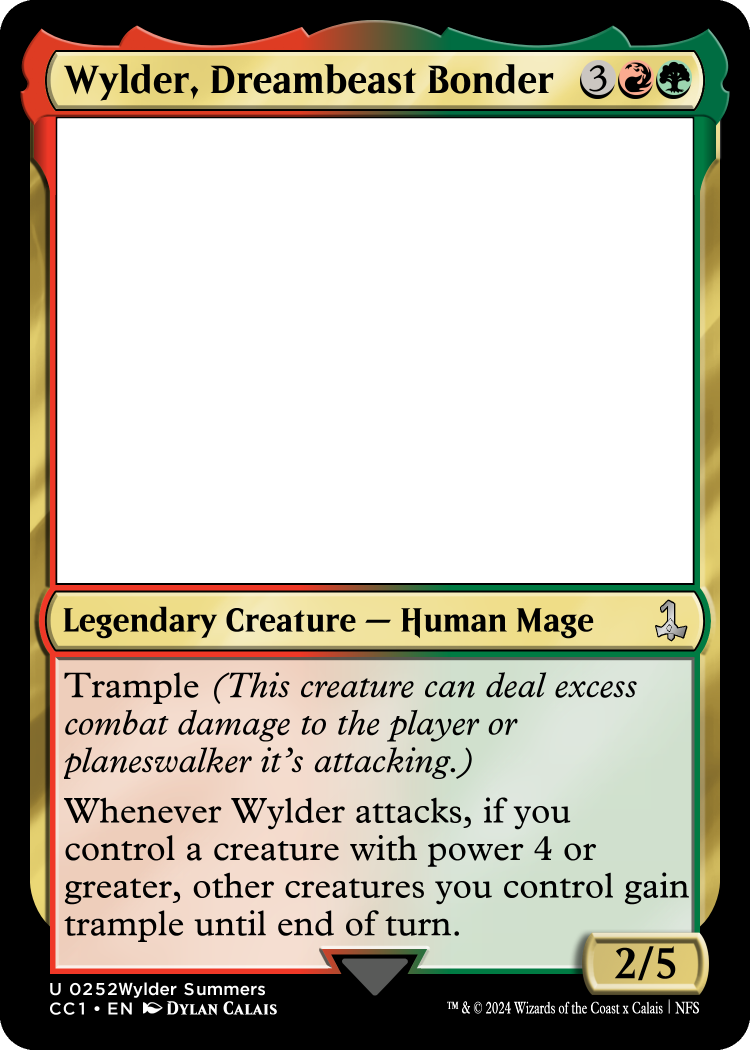 Wylder, Dreambeast Bonder 3
Legendary Creature — Human Mage
Trample (This creature can deal excess
combat damage to the player or
planeswalker it's attacking.)
Whenever Wylder attacks, if you
control a creature with power 4 or
greater, other creatures you control gain
trample until end of turn.
2/5
U 0252Wylder Summers
CC1 • EN Dylan Calais
™ & © 2024 Wizards of the Coast x Calais | NFS